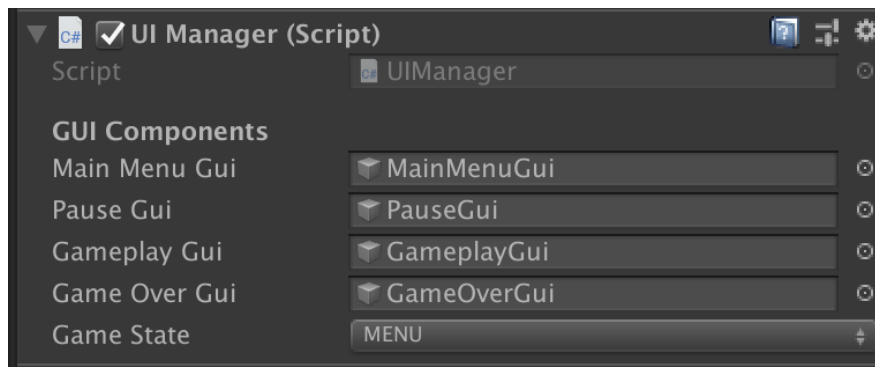 UI Manager (Script)
Script UIManager
GUI Components
Main Menu Gui MainMenuGui
Pause Gui PauseGui
Gameplay Gui GameplayGui
Game Over Gui GameOverGui
Game State MENU